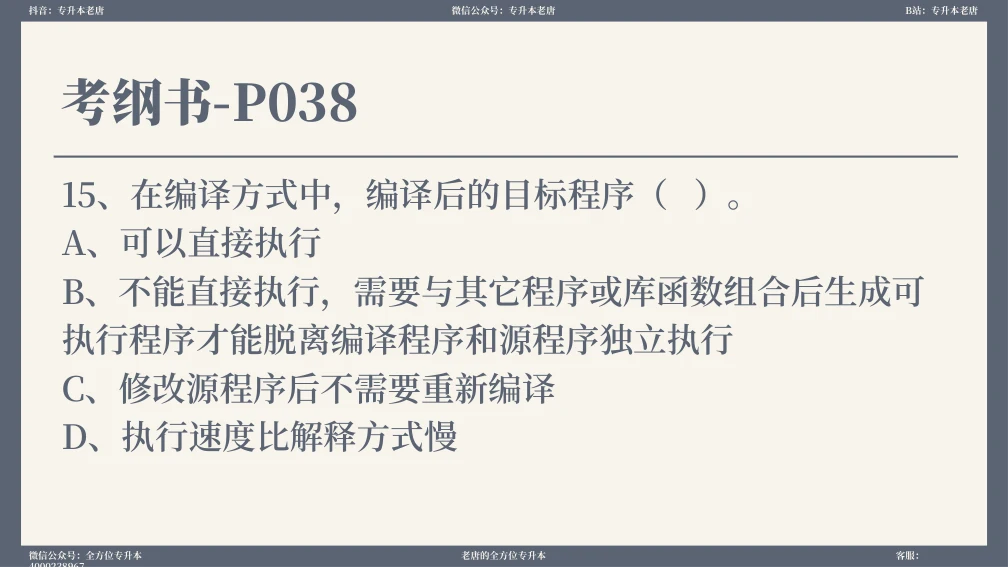 抖音：专升本老唐
微信公众号：专升本老唐
B站：专升本老唐
考纲书-P038
15、在编译方式中，编译后的目标程序（ ）。
A、可以直接执行
B、不能直接执行，需要与其它程序或库函数组合后生成可
执行程序才能脱离编译程序和源程序独立执行
C、修改源程序后不需要重新编译
D、执行速度比解释方式慢
微信公众号：全方位专升本
老唐的全方位专升本
客服：
4000238967